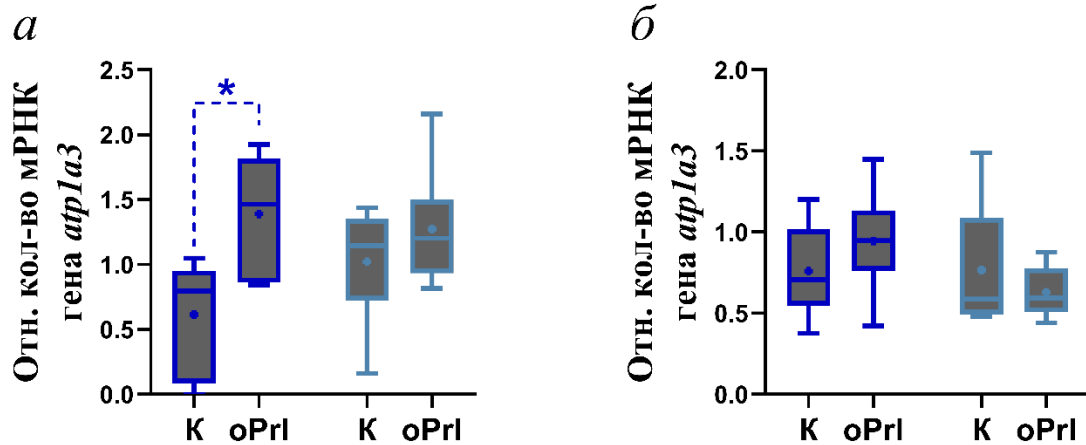 а
Отн. кол-во мРНК
гена atp1a3
2.5
2.0
1.5
1.0
0.5
0.0
*
К
oPrl
К
oPrl
б
Отн. кол-во мРНК
гена atp1a3
2.0
1.5
1.0
0.5
0.0
К
oPrl
К
oPrl